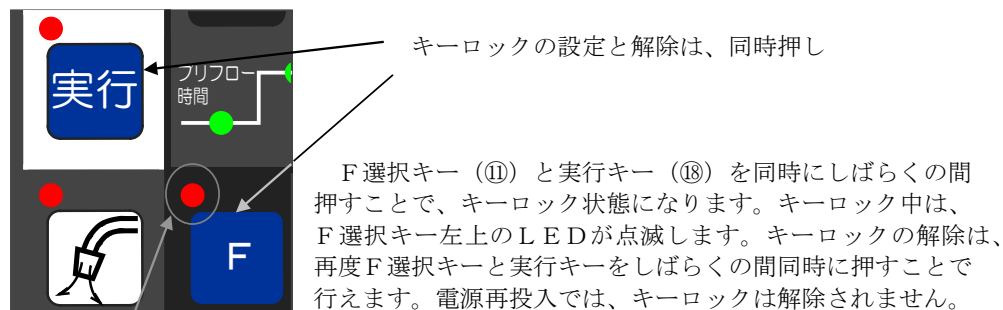 キーロックの設定と解除は、同時押し
実行
プリフロー
時間
F
Ｆ選択キー（⑪）と実行キー（⑱）を同時にしばらくの間
押すことで、キーロック状態になります。キーロック中は、
Ｆ選択キー左上のＬＥＤが点滅します。キーロックの解除は、
再度Ｆ選択キーと実行キーをしばらくの間同時に押すことで
行えます。電源再投入では、キーロックは解除されません。